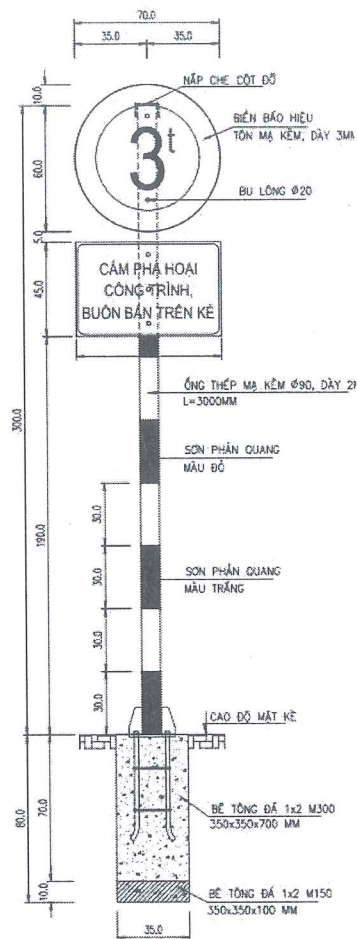 70.0
35.0 35.0
NẮP CHE CỘT ĐỠ
10.0
BIỂN BÁO HIỆU
TÔN MẠ KẼM, DÀY 3MM
3t
60.0
BU LÔNG Ø20
5.0
CẤM PHÁ HOẠI
CÔNG TRÌNH,
BUÔN BÁN TRÊN KÈ
45.0
ỐNG THÉP MẠ KẼM Ø90, DÀY
L=3000MM
300.0
190.0
SƠN PHẢN QUANG
MÀU ĐỎ
30.0
30.0
SƠN PHẢN QUANG
MÀU TRẮNG
30.0
30.0
CAO ĐỘ MẶT KÈ
80.0
70.0
BÊ TÔNG ĐÁ 1x2 M300
350x350x700 MM
10.0
BÊ TÔNG ĐÁ 1x2 M150
350x350x100 MM
35.0